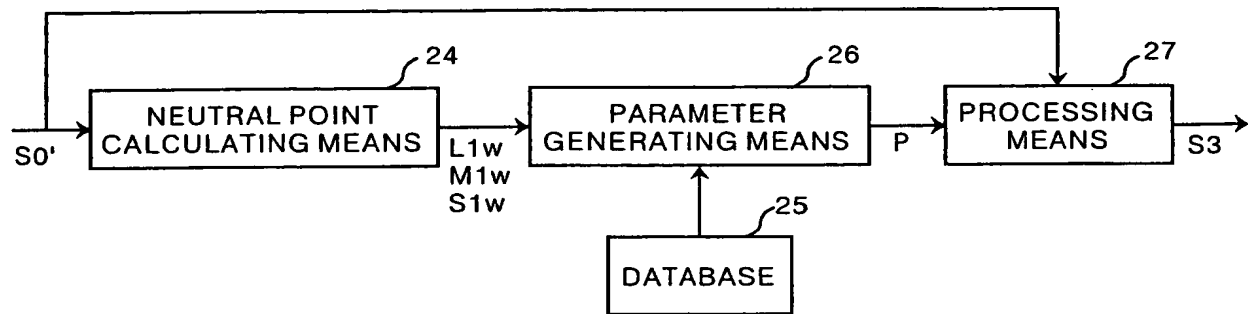 24
26
27
NEUTRAL POINT
CALCULATING MEANS
PARAMETER
GENERATING MEANS
PROCESSING
MEANS
S0'
L1w
M1w
S1w
P
S3
25
DATABASE